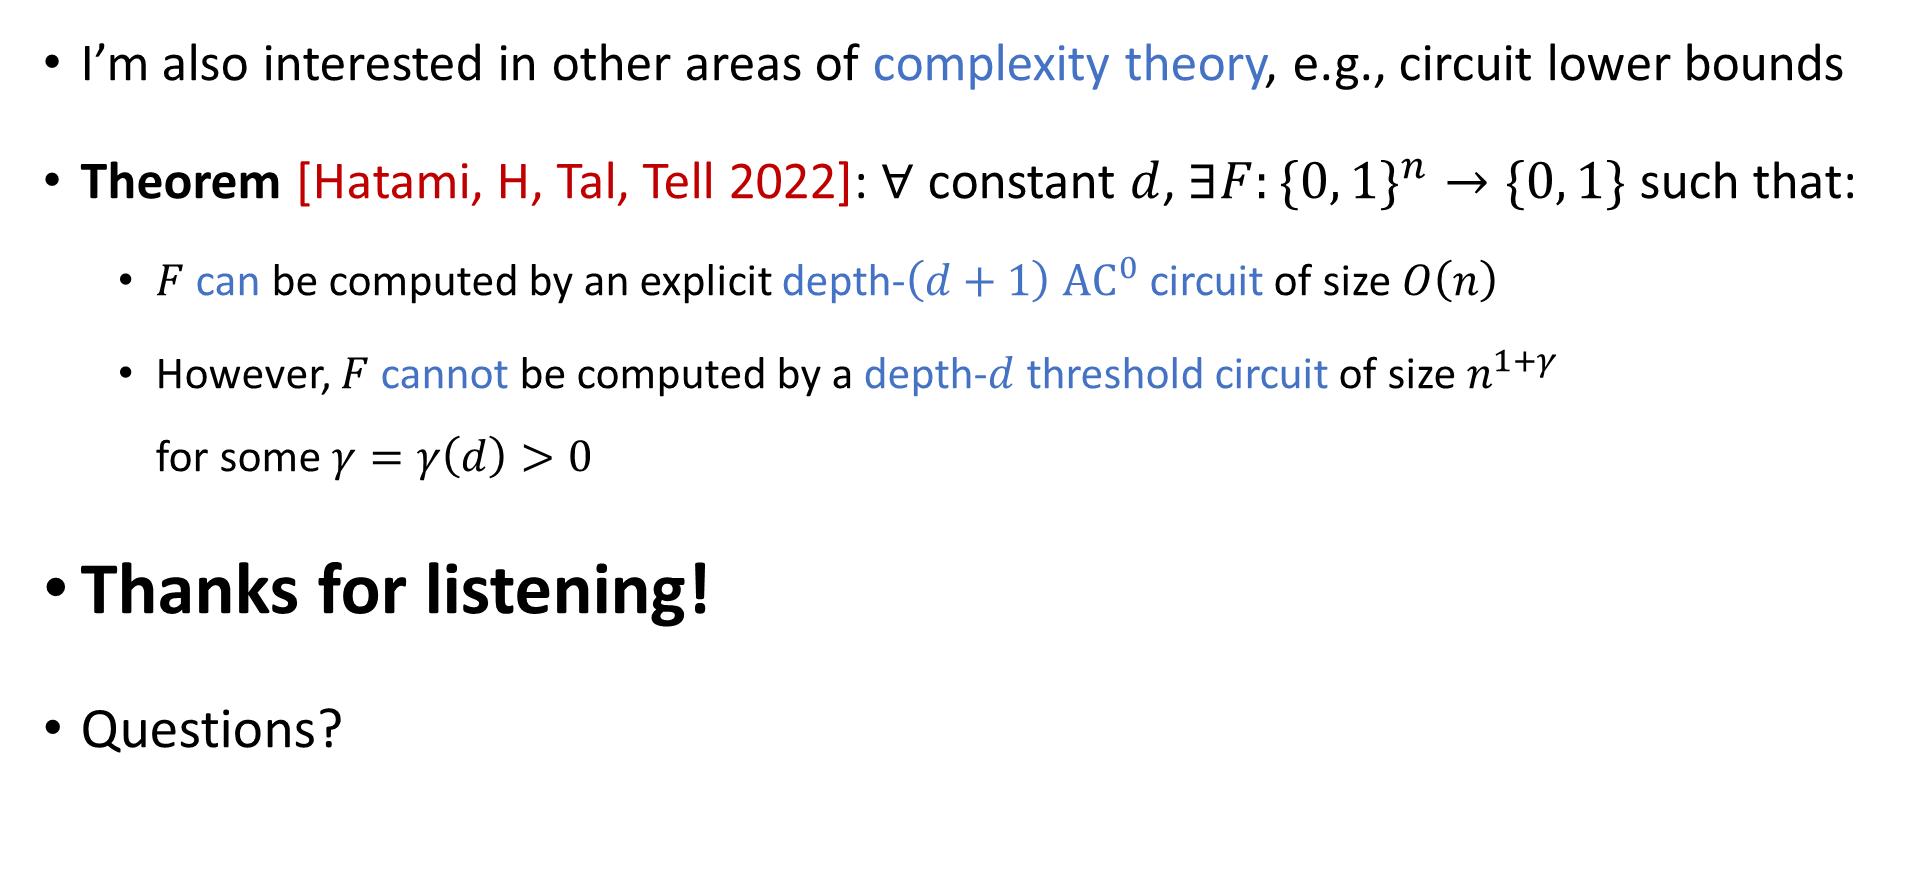 • I’m also interested in other areas of complexity theory, e.g., circuit lower bounds
• Theorem [Hatami, H, Tal, Tell 2022]: ∀ constant 𝑑, ∃𝐹: {0, 1}ⁿ → {0, 1} such that:
• 𝐹 can be computed by an explicit depth-(𝑑 + 1) AC⁰ circuit of size 𝑂(𝑛)
• However, 𝐹 cannot be computed by a depth-𝑑 threshold circuit of size 𝑛^{1+𝛾}
for some 𝛾 = 𝛾(𝑑) > 0
• Thanks for listening!
• Questions?